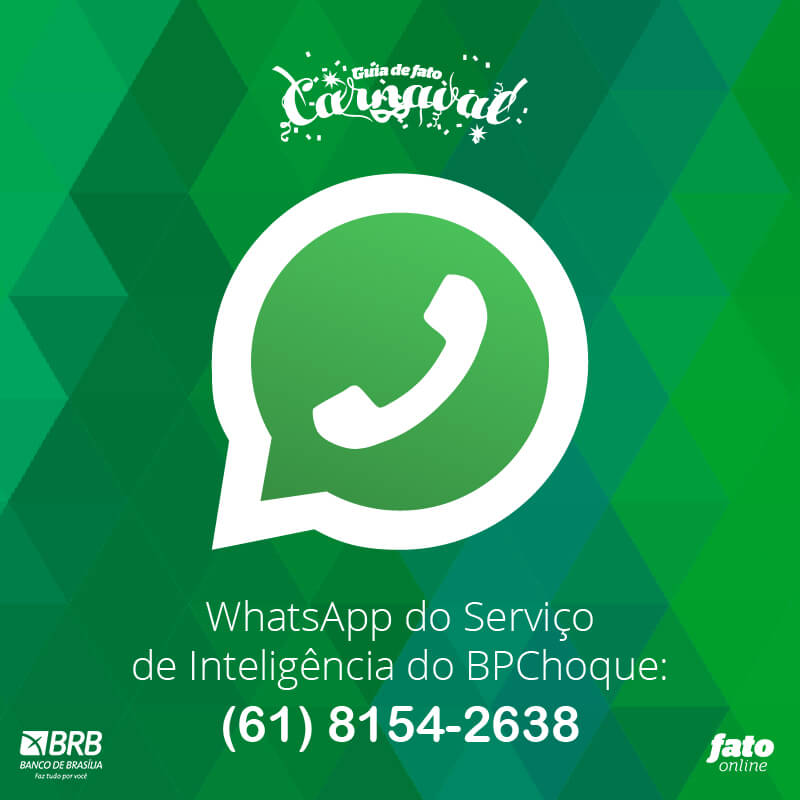 Guia de fato
Carnaval
WhatsApp do Serviço
de Inteligência do BPChoque:
(61) 8154-2638
BRB
BANCO DE BRASÍLIA
Faz tudo por você
fato
online